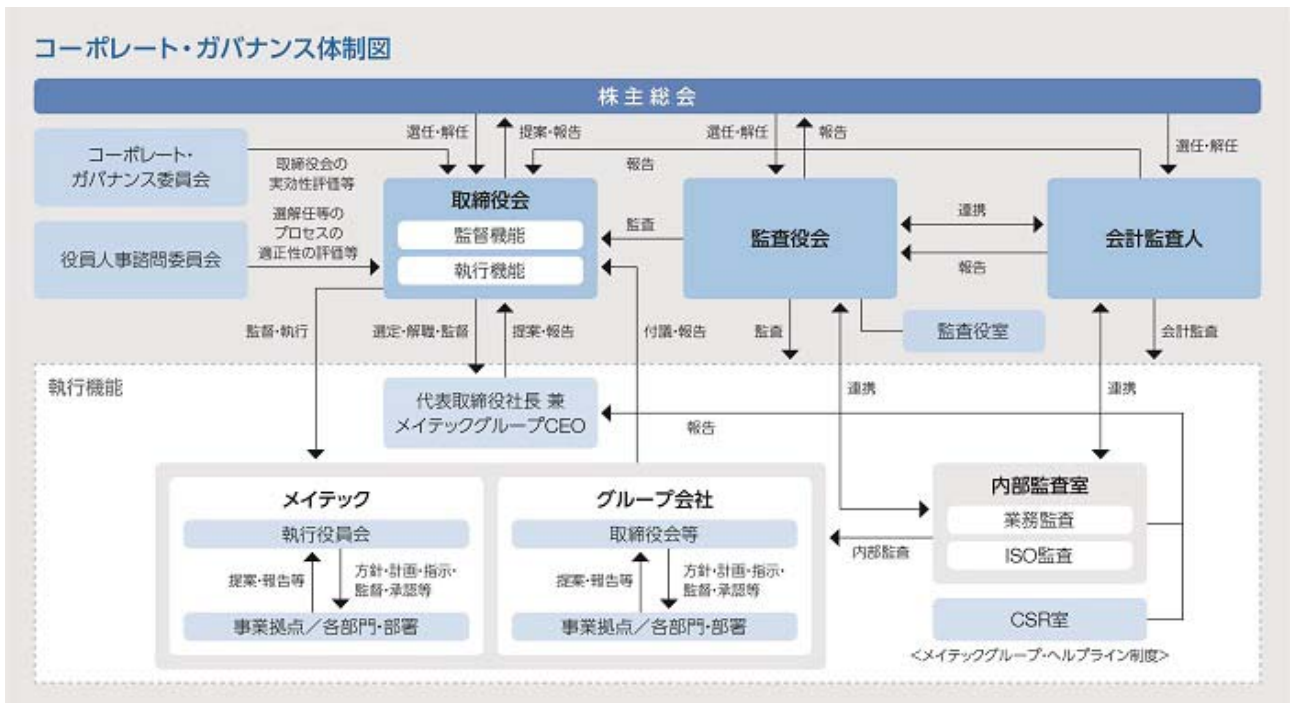 コーポレート・ガバナンス体制図
株主総会
選任・解任
提案・報告
選任・解任
報告
選任・解任
コーポレート・
ガバナンス委員会
取締役会の
実効性評価等
報告
役員人事諮問委員会
選解任等の
プロセスの
適正性の評価等
取締役会
監督機能
執行機能
監査
監査役会
連携
報告
会計監査人
監督・執行
選定・解職・監督
提案・報告
付議・報告
監査
監査役室
会計監査
執行機能
代表取締役社長 兼
メイテックグループCEO
連携
連携
報告
メイテック
執行役員会
提案・報告等
方針・計画・指示・
監督・承認等
事業拠点／各部門・部署
グループ会社
取締役会等
提案・報告等
方針・計画・指示・
監督・承認等
事業拠点／各部門・部署
内部監査
内部監査室
業務監査
ISO監査
CSR室
<メイテックグループ・ヘルプライン制度>